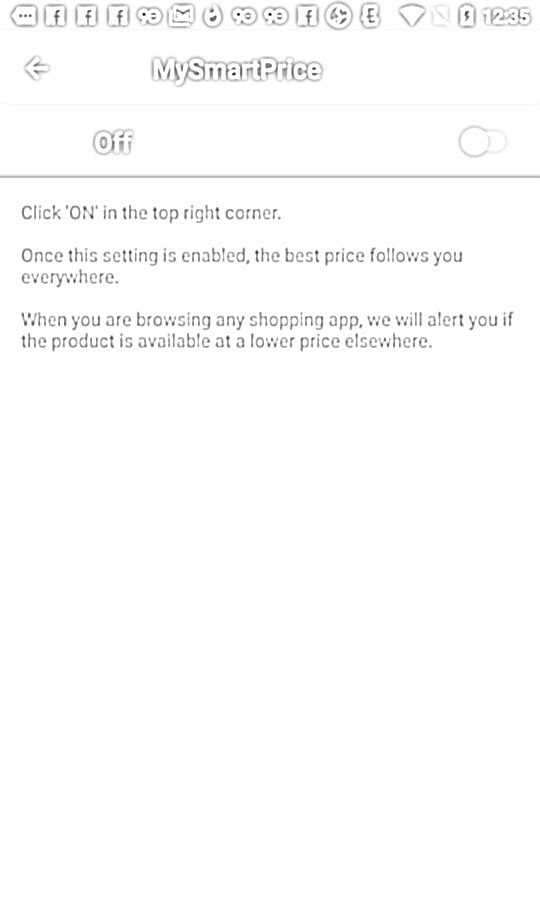 12:35
MySmartPrice
Off
Click 'ON' in the top right corner.
Once this setting is enabled, the best price follows you
everywhere.
When you are browsing any shopping app, we will alert you if
the product is available at a lower price elsewhere.